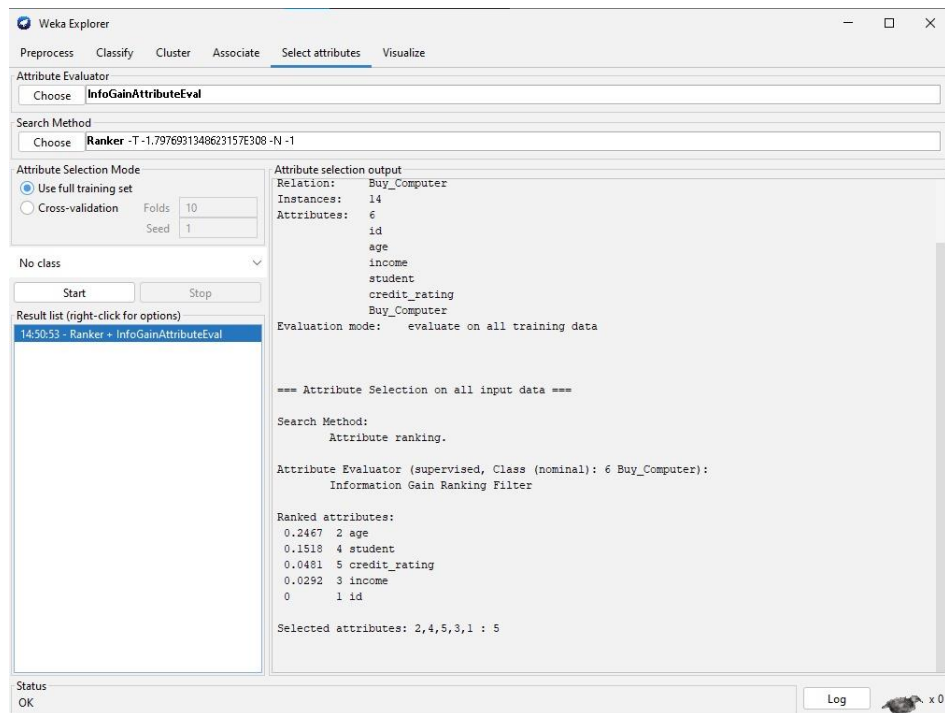 Weka Explorer
Preprocess Classify Cluster Associate Select attributes Visualize
Attribute Evaluator
Choose InfoGainAttributeEval
Search Method
Choose Ranker -T -1.7976931348623157E308 -N -1
Attribute Selection Mode
Use full training set
Cross-validation Folds 10
Seed 1
No class
Start Stop
Result list (right-click for options)
14:50:53 - Ranker + InfoGainAttributeEval
Attribute selection output
Relation: Buy_Computer
Instances: 14
Attributes: 6
id
age
income
student
credit_rating
Buy_Computer
Evaluation mode: evaluate on all training data
=== Attribute Selection on all input data ===
Search Method:
Attribute ranking.
Attribute Evaluator (supervised, Class (nominal): 6 Buy_Computer):
Information Gain Ranking Filter
Ranked attributes:
0.2467 2 age
0.1518 4 student
0.0481 5 credit_rating
0.0292 3 income
0 1 id
Selected attributes: 2,4,5,3,1 : 5
Status
OK
Log x 0